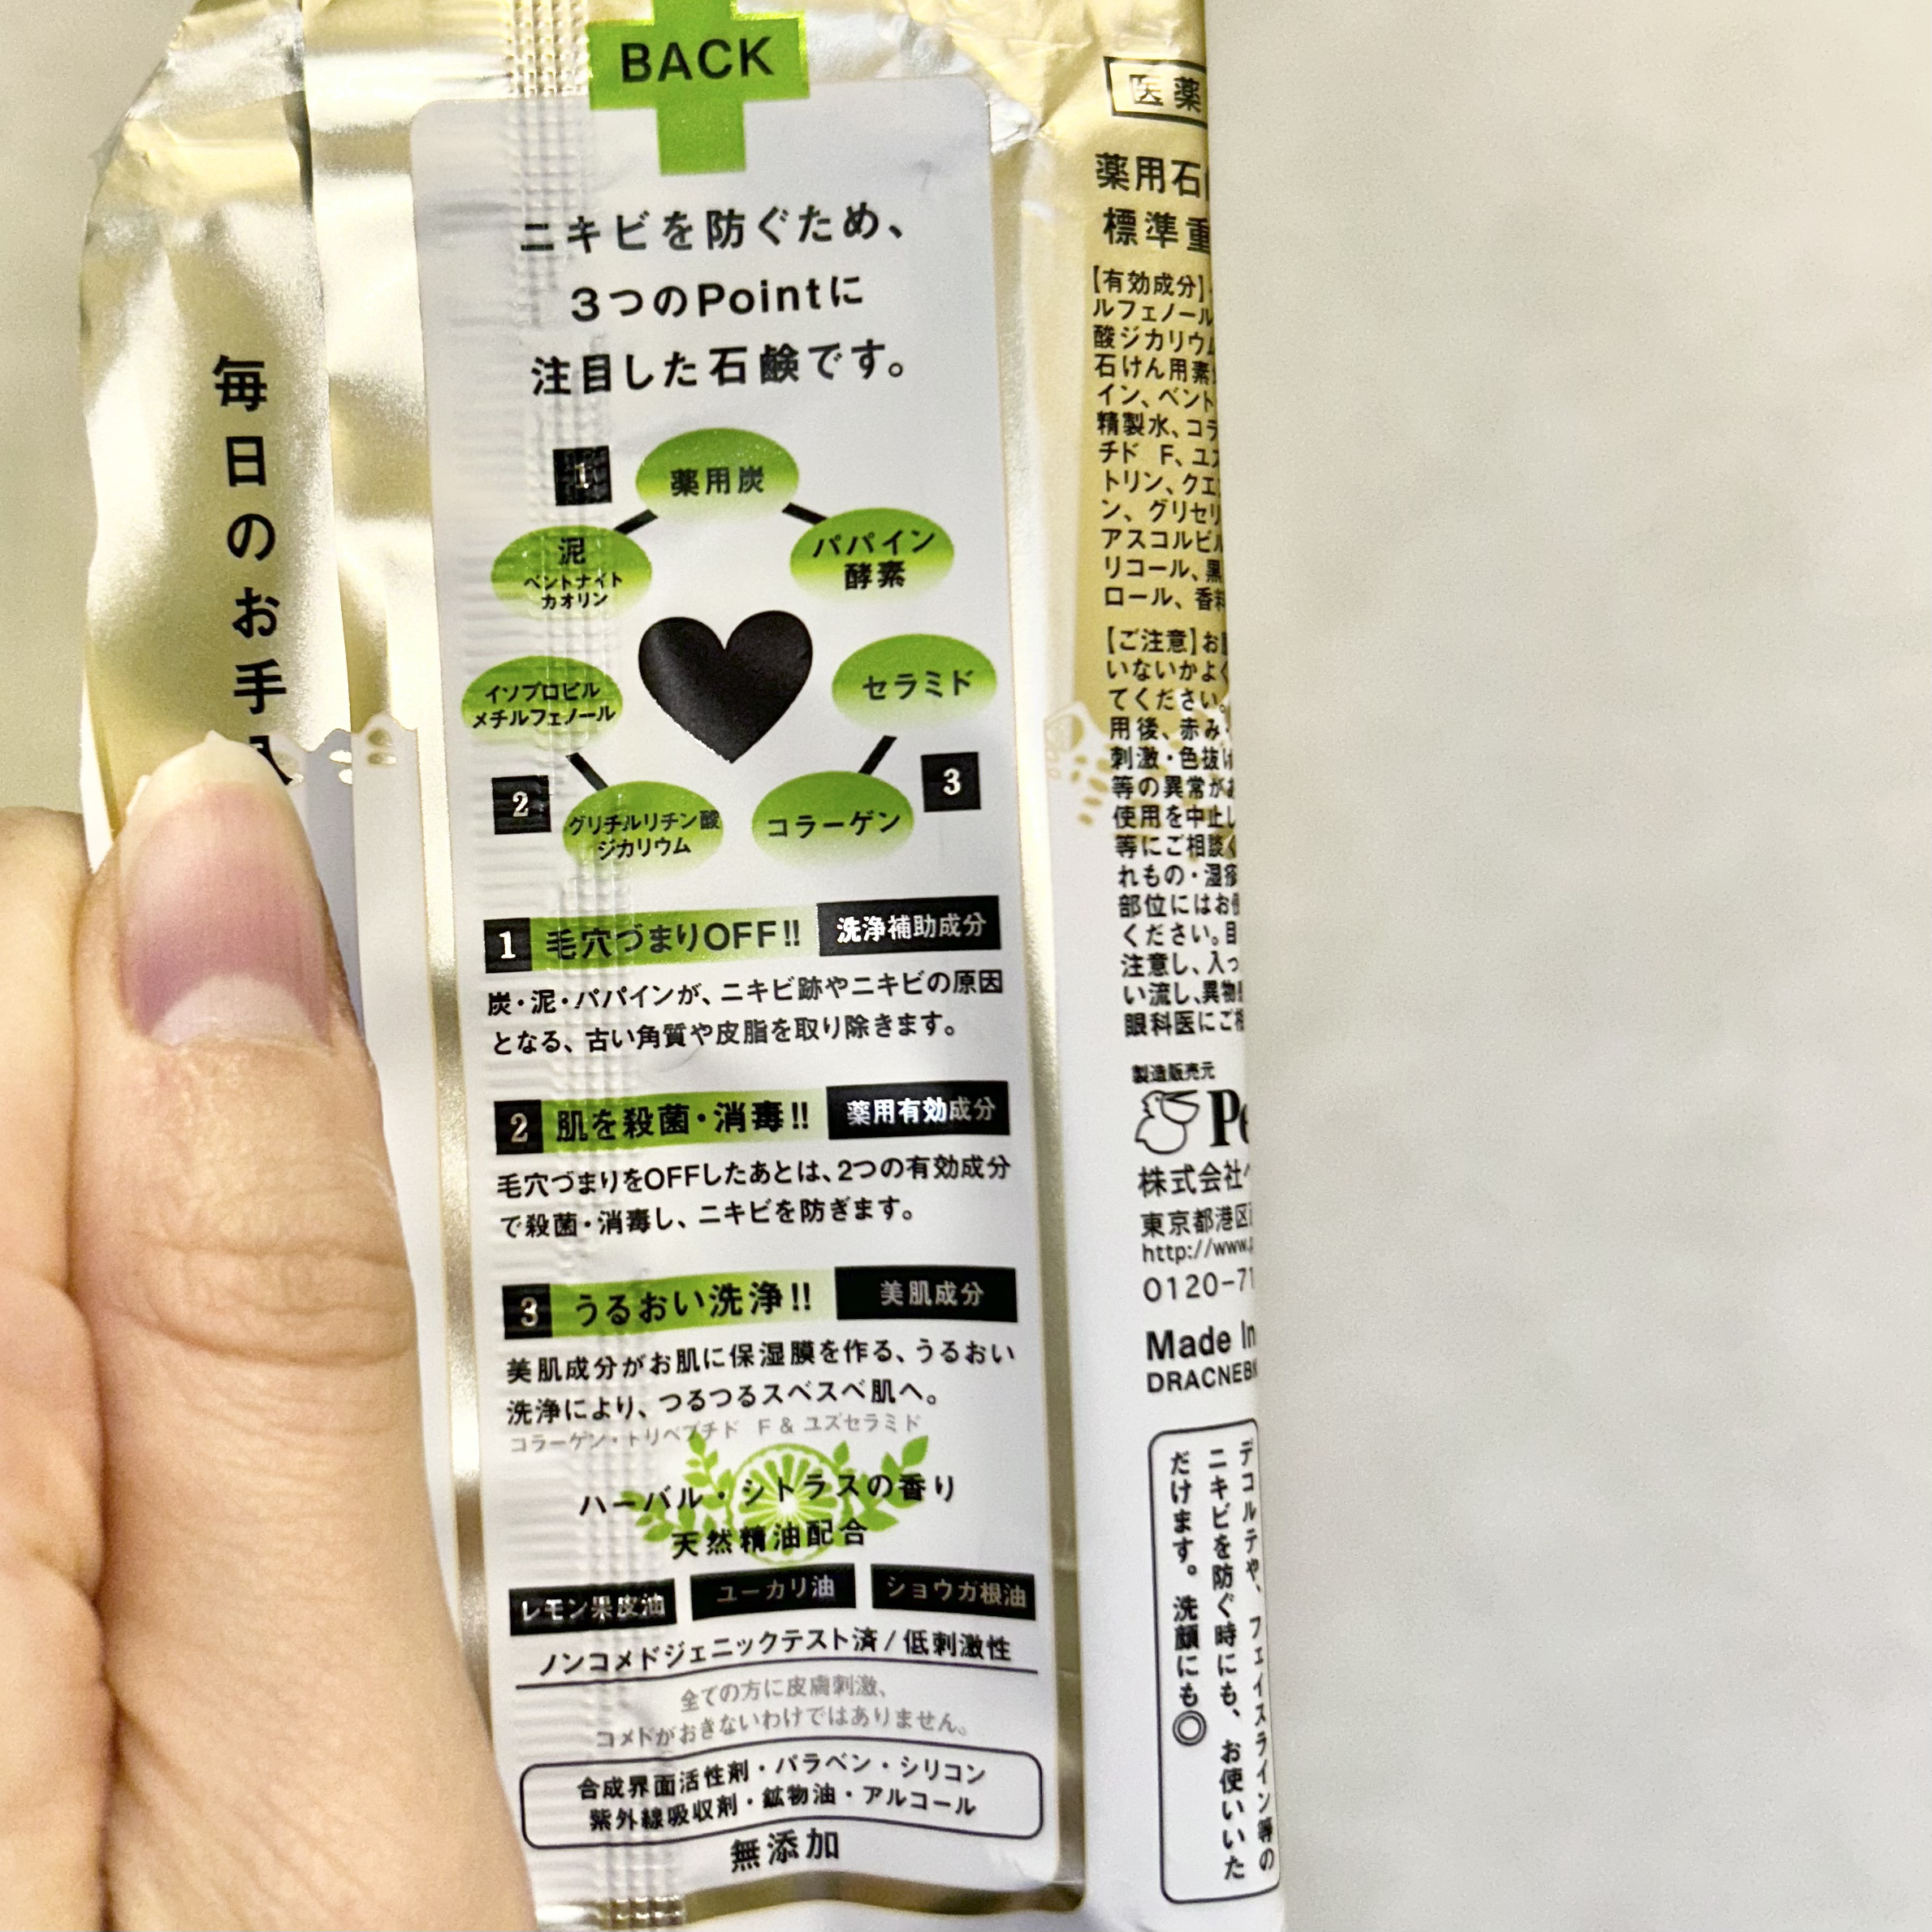 BACK
ニキビを防ぐため、
3つのPointに
注目した石鹸です。
1
薬用炭
泥
ベントナイト
カオリン
パパイン
酵素
イソプロピル
メチルフェノール
セラミド
2
グリチルリチン酸
ジカリウム
コラーゲン
3
1 毛穴づまりOFF!! 洗浄補助成分
炭・泥・パパインが、ニキビ跡やニキビの原因
となる、古い角質や皮脂を取り除きます。
2 肌を殺菌・消毒!! 薬用有効成分
毛穴づまりをOFFしたあとは、2つの有効成分
で殺菌・消毒し、ニキビを防ぎます。
3 うるおい洗浄!! 美肌成分
美肌成分がお肌に保湿膜を作る、うるおい
洗浄により、つるつるスベスベ肌へ。
コラーゲン・トリペプチド F & ユズセラミド
ハーバル・シトラスの香り
天然精油配合
レモン果皮油 ユーカリ油 ショウガ根油
ノンコメドジェニックテスト済/低刺激性
全ての方に皮膚刺激、
コメドがおきないわけではありません。
合成界面活性剤・パラベン・シリコン
紫外線吸収剤・鉱物油・アルコール
無添加
毎日のお手
医薬
薬用石
標準重
【有効成分】
ルフェノール
酸ジカリウム
石けん用素
イン、ベント
精製水、コラ
チド F、ユズ
トリン、クエ
ン、グリセリ
アスコルビル
リコール、黒
ロール、香料
【ご注意】お
いないかよく
てください。
用後、赤み
刺激・色抜け
等の異常があ
使用を中止し
等にご相談く
れもの・湿疹
部位にはお使
ください。目
注意し、入っ
い流し、異物
眼科医にご相
製造販売元
Pe
株式会社ペ
東京都港区
http://www.
0120-71
Made In
DRACNEB
デコルテや、フェイスライン等の
ニキビを防ぐ時にも、お使いいた
だけます。洗顔にも◎